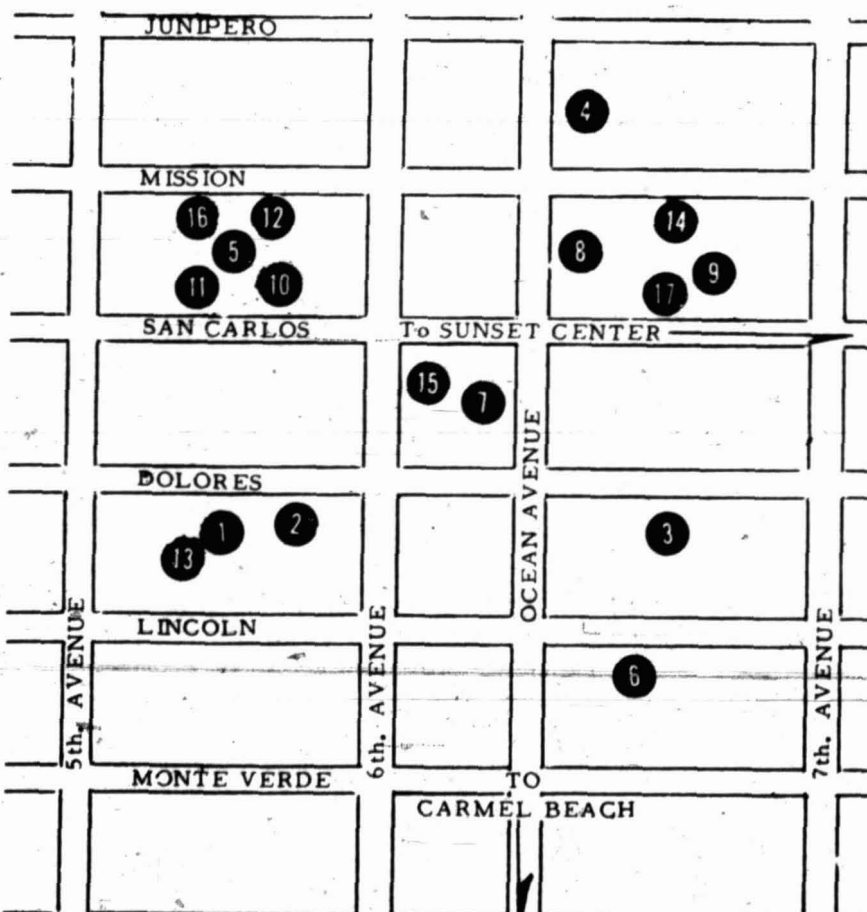 JUNIPERO
4
MISSION
16 12
14
5
8
9
11 10
17
SAN CARLOS
To SUNSET CENTER
15
7
OCEAN AVENUE
DOLORES
1
2
3
13
5th. AVENUE
6th. AVENUE
7th. AVENUE
LINCOLN
6
MONTE VERDE
TO
CARMEL BEACH